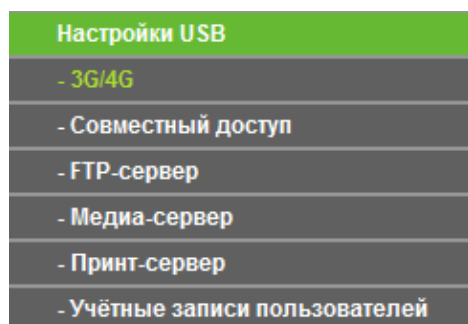 Настройки USB
- 3G/4G
- Совместный доступ
- FTP-сервер
- Медиа-сервер
- Принт-сервер
- Учётные записи пользователей